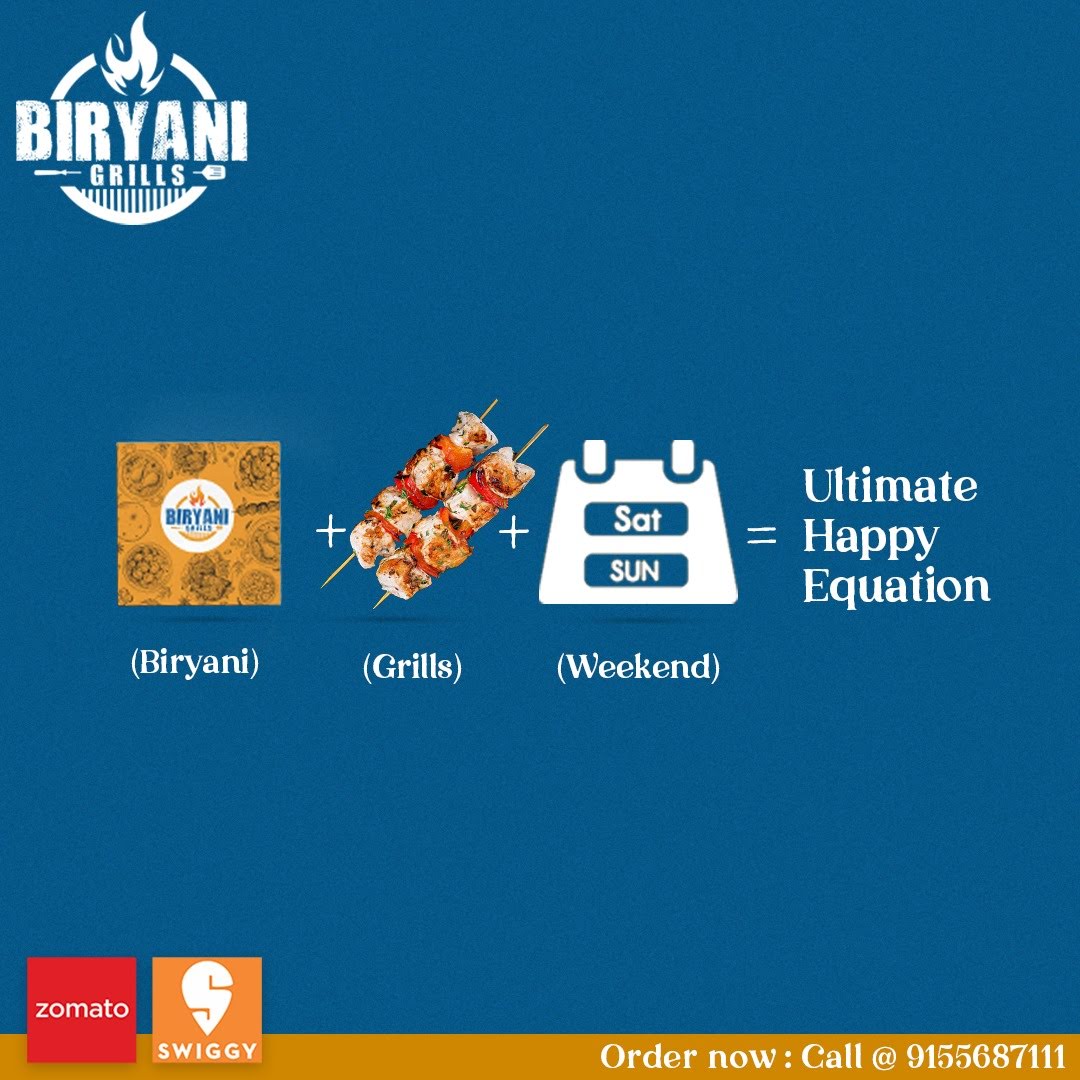 BIRYANI
GRILLS
BIRYANI
GRILLS
+
+
Sat
SUN
=
Ultimate
Happy
Equation
(Biryani)
(Grills)
(Weekend)
zomato
SWIGGY
Order now : Call @ 9155687111